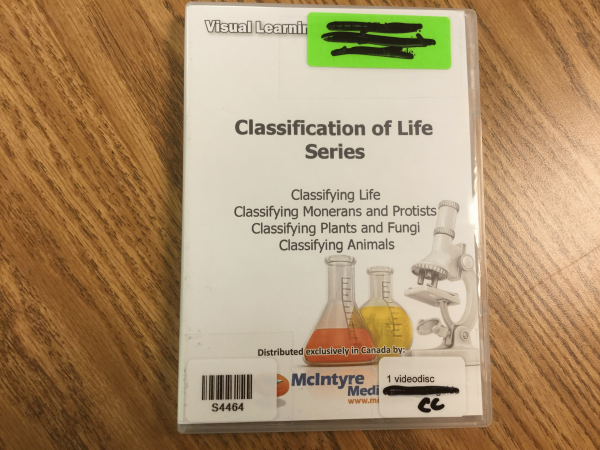 Visual Learnin
Classification of Life
Series
Classifying Life
Classifying Monerans and Protists
Classifying Plants and Fungi
Classifying Animals
Distributed exclusively in Canada by:
McIntyre
Medi
www.m
S4464
1 videodisc
CC